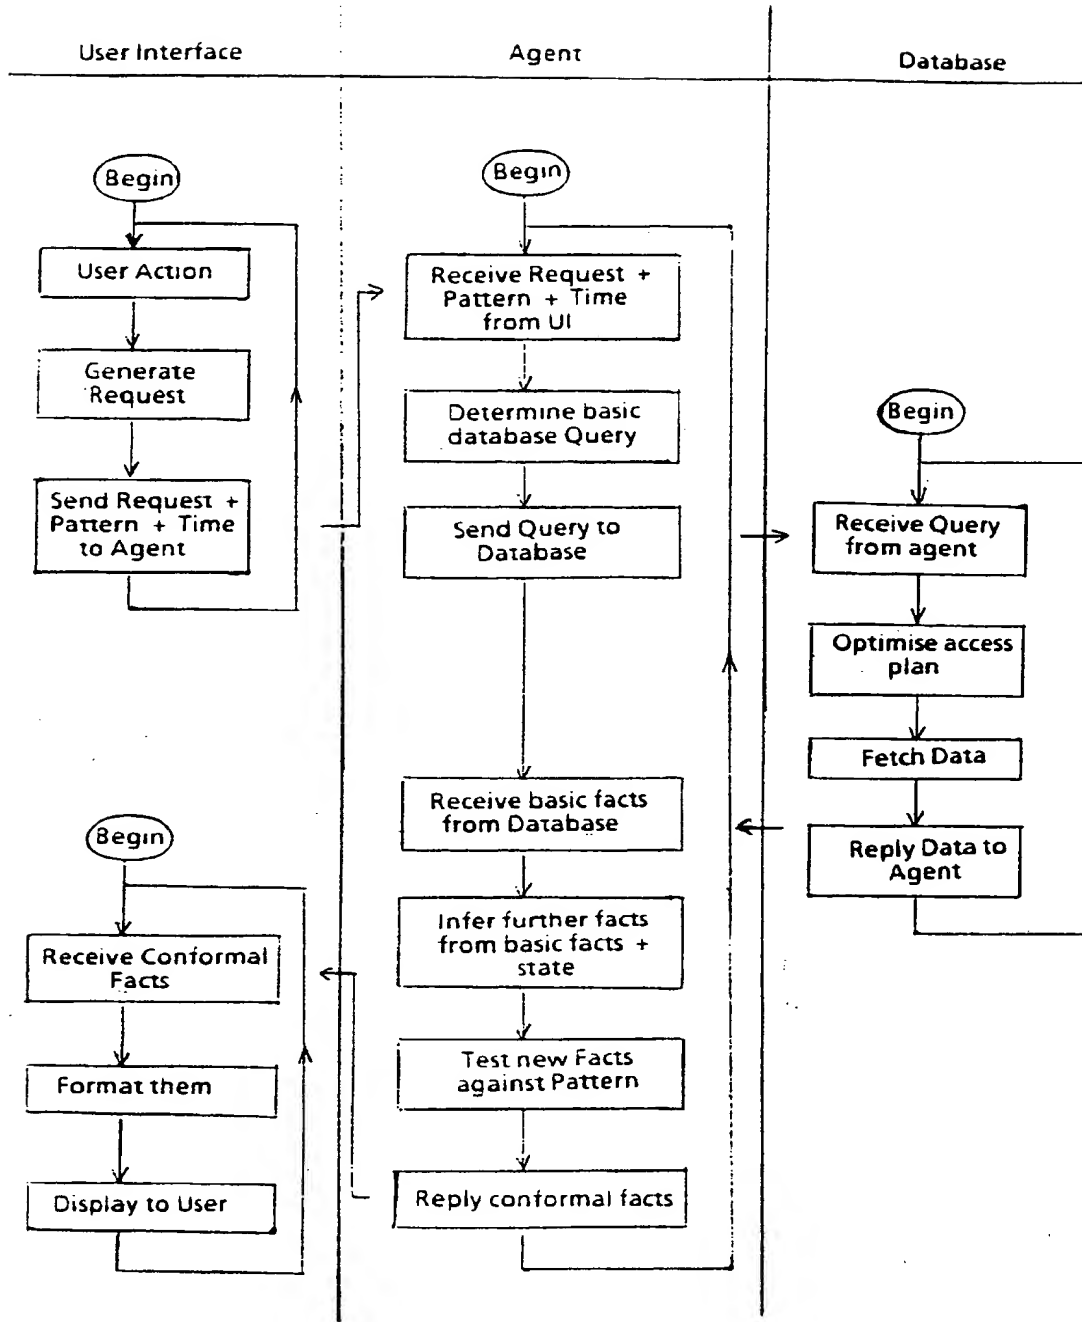 User Interface
Agent
Database
Begin
User Action
Generate
Request
Send Request +
Pattern + Time
to Agent
Begin
Receive Conformal
Facts
Format them
Display to User
Begin
Receive Request +
Pattern + Time
from UI
Determine basic
database Query
Send Query to
Database
Receive basic facts
from Database
Infer further facts
from basic facts +
state
Test new Facts
against Pattern
Reply conformal facts
Begin
Receive Query
from agent
Optimise access
plan
Fetch Data
Reply Data to
Agent